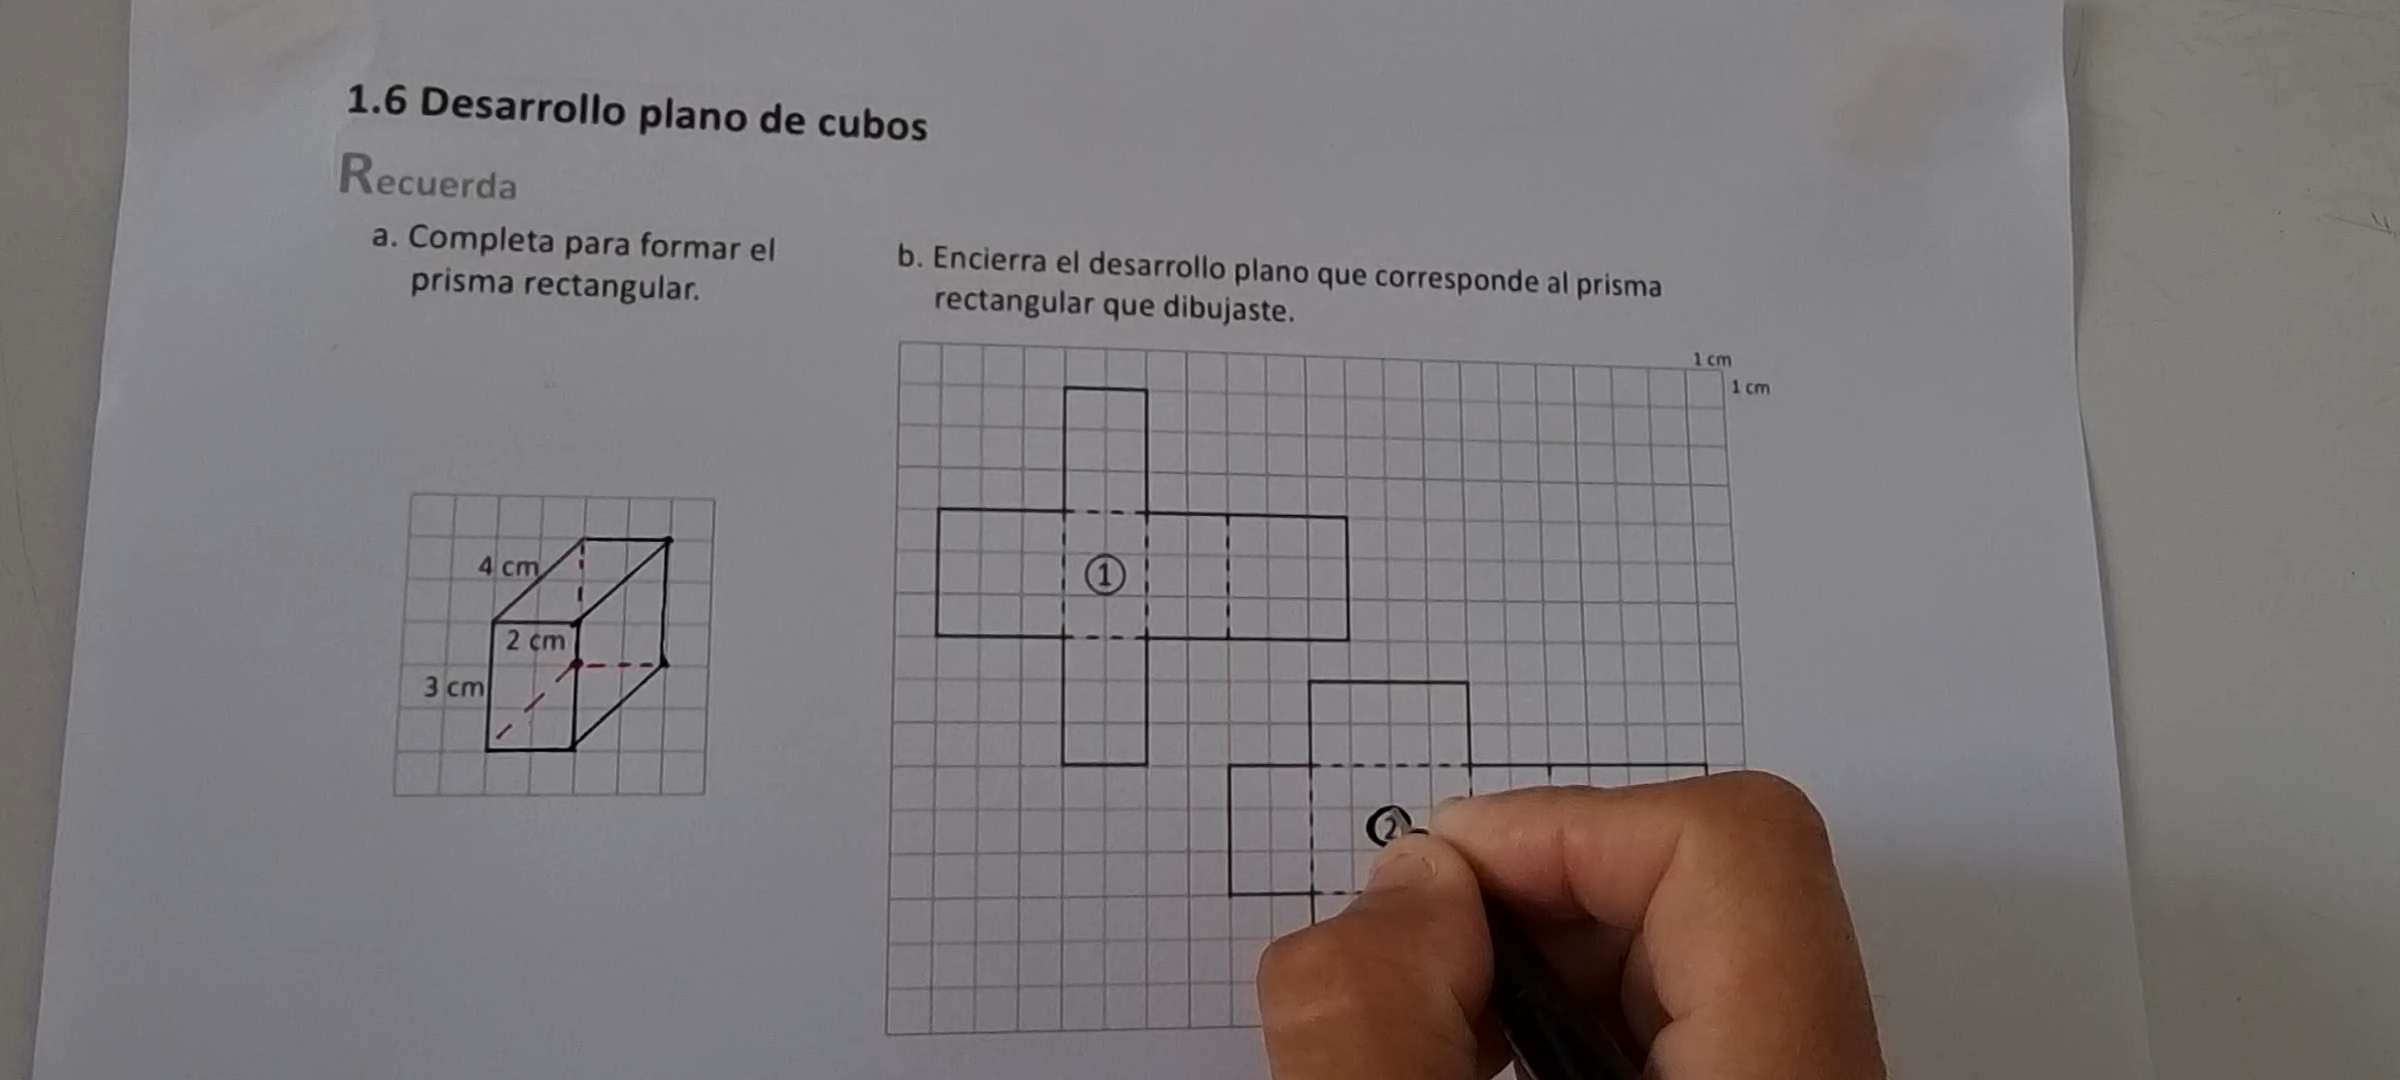 1.6 Desarrollo plano de cubos
Recuerda
a. Completa para formar el
prisma rectangular.
b. Encierra el desarrollo plano que corresponde al prisma
rectangular que dibujaste.
1 cm
1 cm
4 cm
2 cm
3 cm
1
2